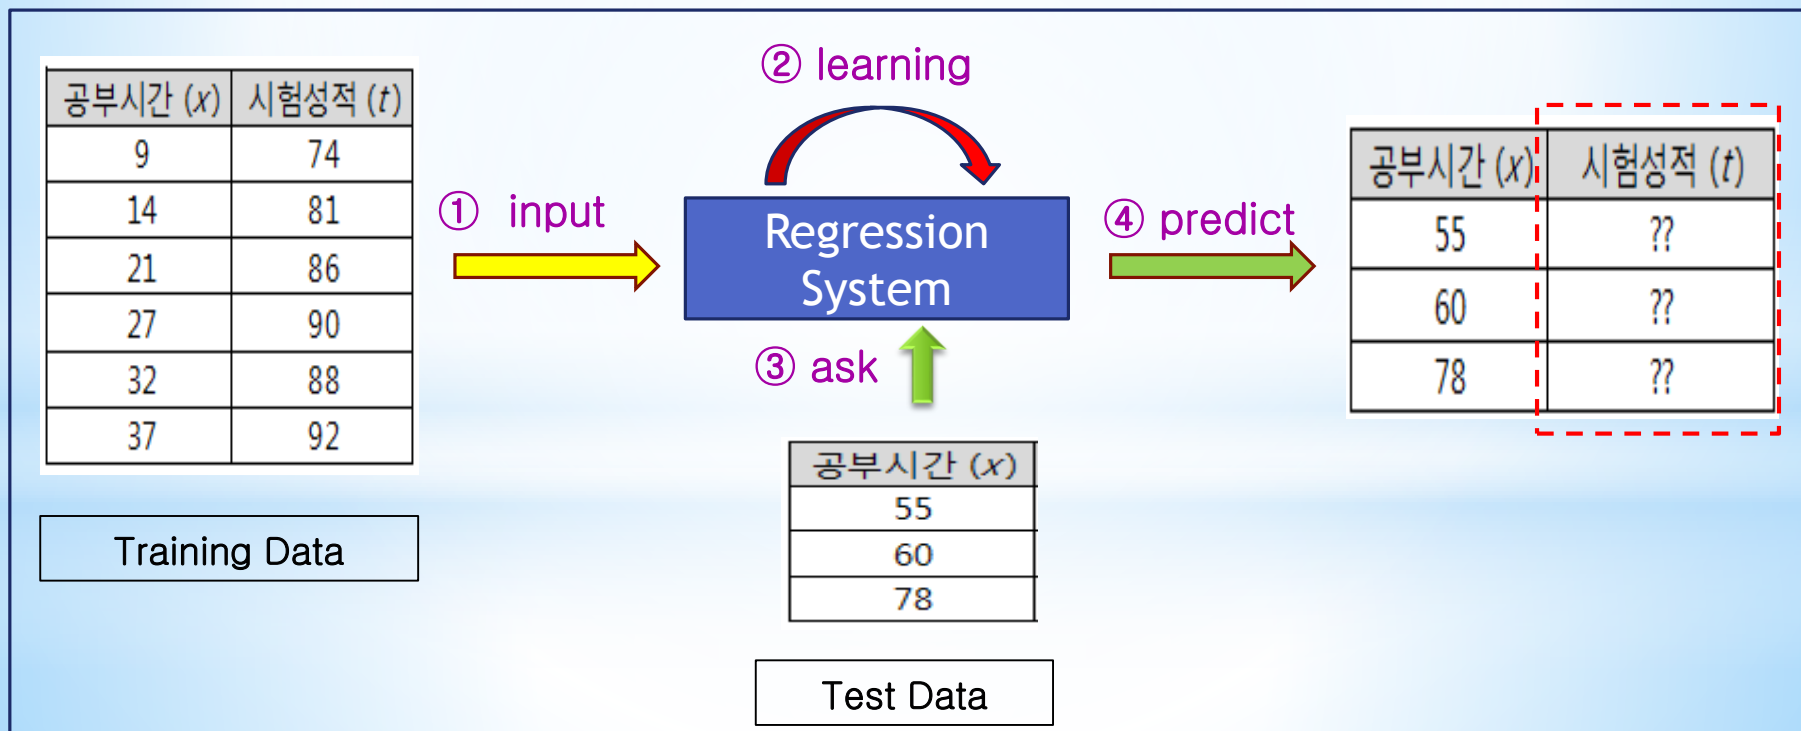 공부시간 (x) 시험성적 (t)
9 74
14 81
21 86
27 90
32 88
37 92
Training Data
① input
② learning
Regression
System
③ ask
공부시간 (x)
55
60
78
Test Data
④ predict
공부시간 (x) 시험성적 (t)
55 ??
60 ??
78 ??